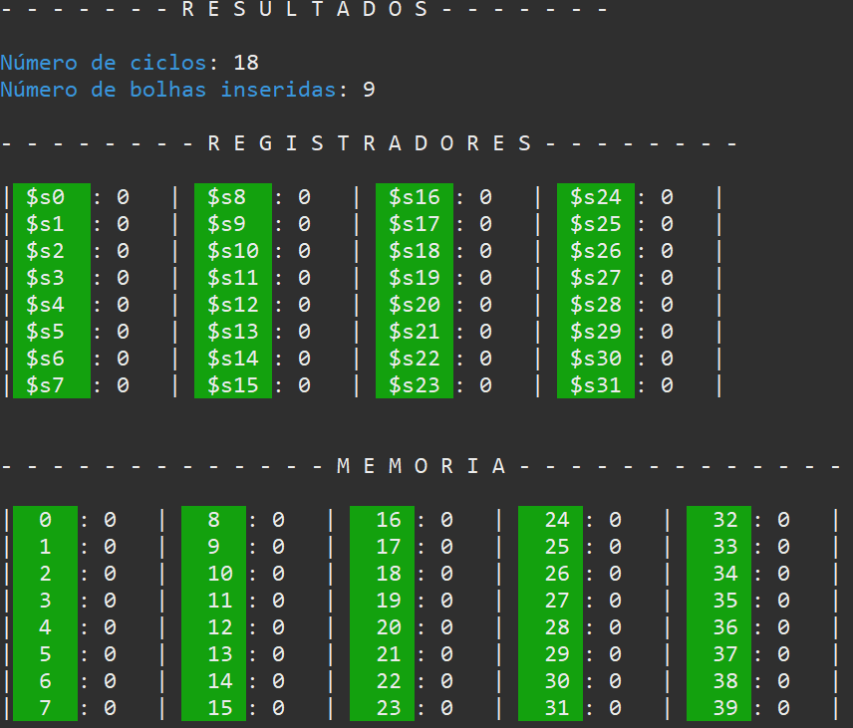 - - - - - - - R E S U L T A D O S - - - - - - -
Número de ciclos: 18
Número de bolhas inseridas: 9
- - - - - - - - R E G I S T R A D O R E S - - - - - - - -
| $s0 : 0 | $s8 : 0 | $s16 : 0 | $s24 : 0 |
| $s1 : 0 | $s9 : 0 | $s17 : 0 | $s25 : 0 |
| $s2 : 0 | $s10 : 0 | $s18 : 0 | $s26 : 0 |
| $s3 : 0 | $s11 : 0 | $s19 : 0 | $s27 : 0 |
| $s4 : 0 | $s12 : 0 | $s20 : 0 | $s28 : 0 |
| $s5 : 0 | $s13 : 0 | $s21 : 0 | $s29 : 0 |
| $s6 : 0 | $s14 : 0 | $s22 : 0 | $s30 : 0 |
| $s7 : 0 | $s15 : 0 | $s23 : 0 | $s31 : 0 |
- - - - - - - - - - - - - M E M O R I A - - - - - - - - - - - - -
| 0 : 0 | 8 : 0 | 16 : 0 | 24 : 0 | 32 : 0 |
| 1 : 0 | 9 : 0 | 17 : 0 | 25 : 0 | 33 : 0 |
| 2 : 0 | 10 : 0 | 18 : 0 | 26 : 0 | 34 : 0 |
| 3 : 0 | 11 : 0 | 19 : 0 | 27 : 0 | 35 : 0 |
| 4 : 0 | 12 : 0 | 20 : 0 | 28 : 0 | 36 : 0 |
| 5 : 0 | 13 : 0 | 21 : 0 | 29 : 0 | 37 : 0 |
| 6 : 0 | 14 : 0 | 22 : 0 | 30 : 0 | 38 : 0 |
| 7 : 0 | 15 : 0 | 23 : 0 | 31 : 0 | 39 : 0 |